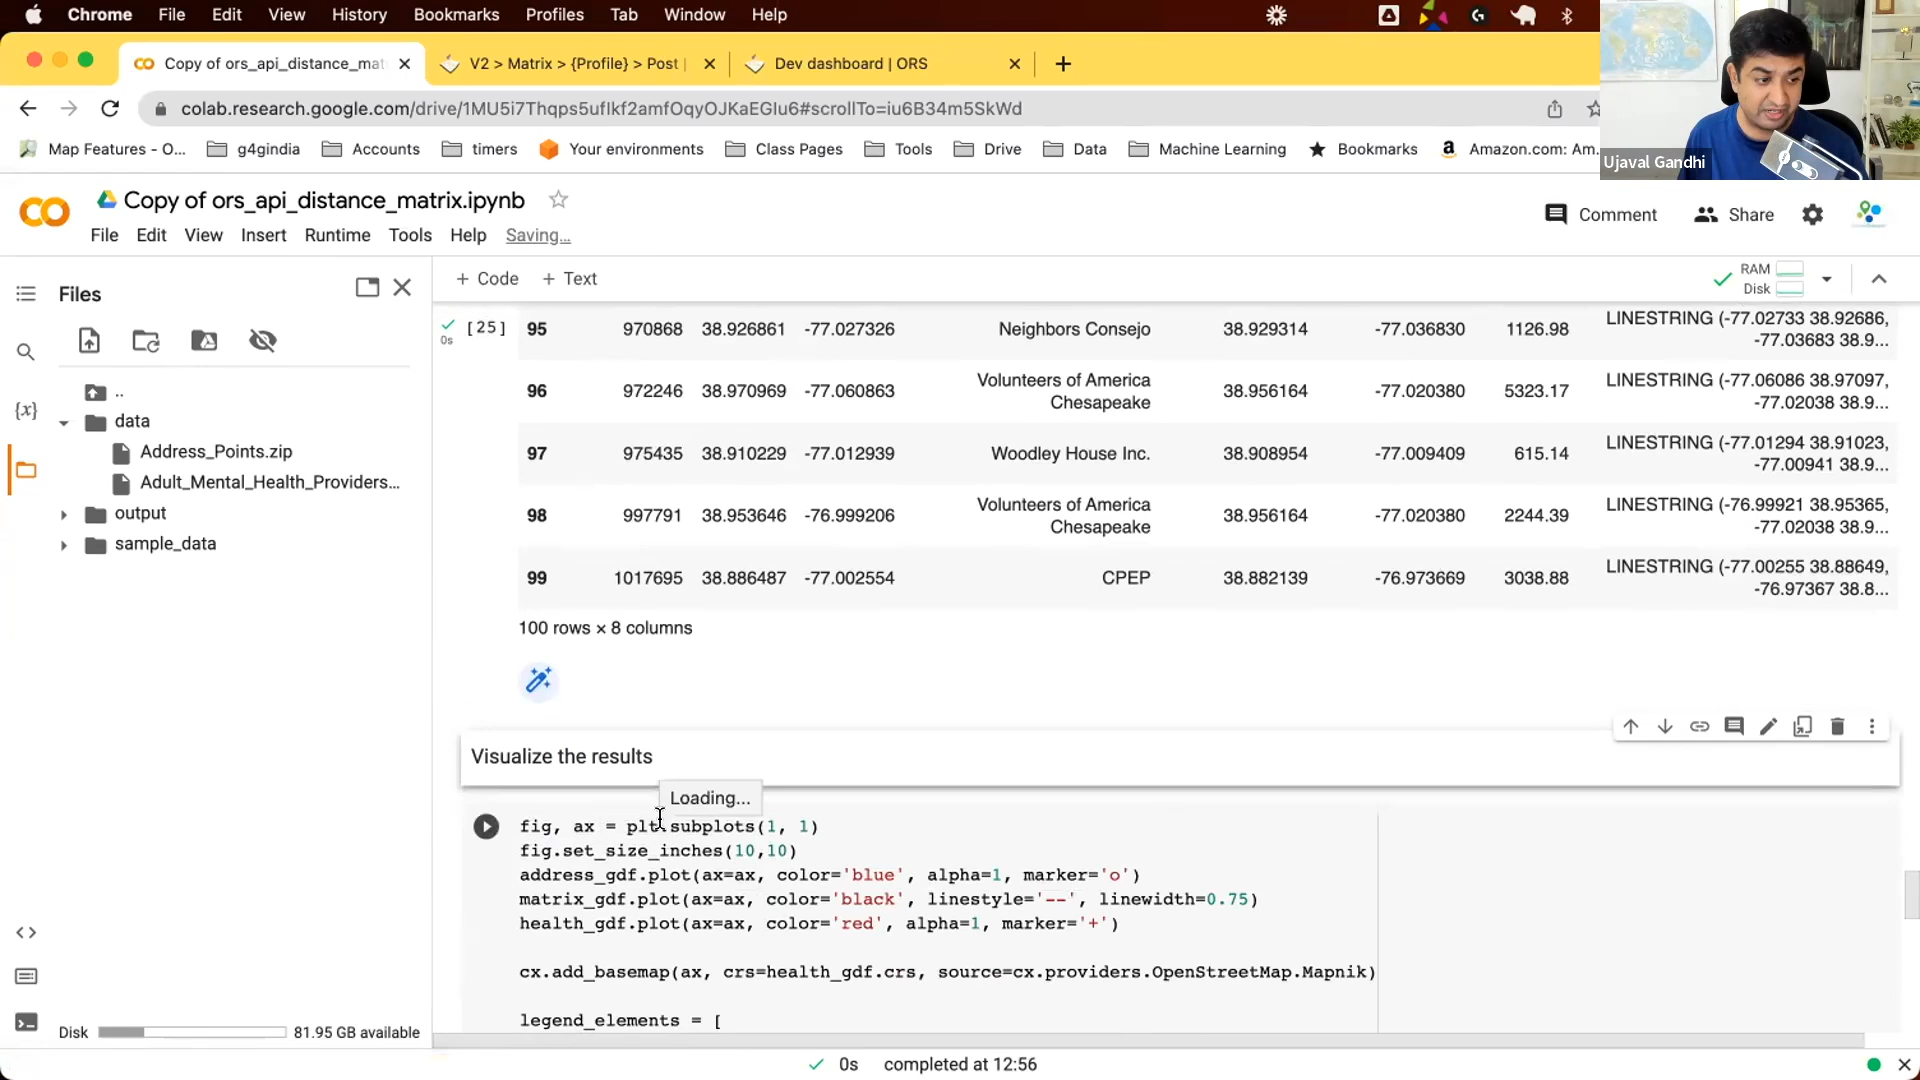 Chrome File Edit View History Bookmarks Profiles Tab Window Help
Copy of ors_api_distance_mat
V2 > Matrix > {Profile} > Post |
Dev dashboard | ORS
colab.research.google.com/drive/1MU5i7Thqps5uflkf2amfOqyOJKaEGlu6#scrollTo=iu6B34m5SkWd
Map Features - O... g4gindia Accounts timers Your environments Class Pages Tools Drive Data Machine Learning Bookmarks Amazon.com: Am...
Ujaval Gandhi
Copy of ors_api_distance_matrix.ipynb
Comment Share
File Edit View Insert Runtime Tools Help Saving...
+ Code + Text
RAM
Disk
Files
..
data
Address_Points.zip
Adult_Mental_Health_Providers...
output
sample_data
Disk 81.95 GB available
[25]
0s
95 970868 38.926861 -77.027326 Neighbors Consejo 38.929314 -77.036830 1126.98 LINESTRING (-77.02733 38.92686,
-77.03683 38.9...
96 972246 38.970969 -77.060863 Volunteers of America
Chesapeake 38.956164 -77.020380 5323.17 LINESTRING (-77.06086 38.97097,
-77.02038 38.9...
97 975435 38.910229 -77.012939 Woodley House Inc. 38.908954 -77.009409 615.14 LINESTRING (-77.01294 38.91023,
-77.00941 38.9...
98 997791 38.953646 -76.999206 Volunteers of America
Chesapeake 38.956164 -77.020380 2244.39 LINESTRING (-76.99921 38.95365,
-77.02038 38.9...
99 1017695 38.886487 -77.002554 CPEP 38.882139 -76.973669 3038.88 LINESTRING (-77.00255 38.88649,
-76.97367 38.8...
100 rows × 8 columns
Visualize the results
Loading...
fig, ax = plt.subplots(1, 1)
fig.set_size_inches(10,10)
address_gdf.plot(ax=ax, color='blue', alpha=1, marker='o')
matrix_gdf.plot(ax=ax, color='black', linestyle='--', linewidth=0.75)
health_gdf.plot(ax=ax, color='red', alpha=1, marker='+')
cx.add_basemap(ax, crs=health_gdf.crs, source=cx.providers.OpenStreetMap.Mapnik)
legend_elements = [
0s completed at 12:56